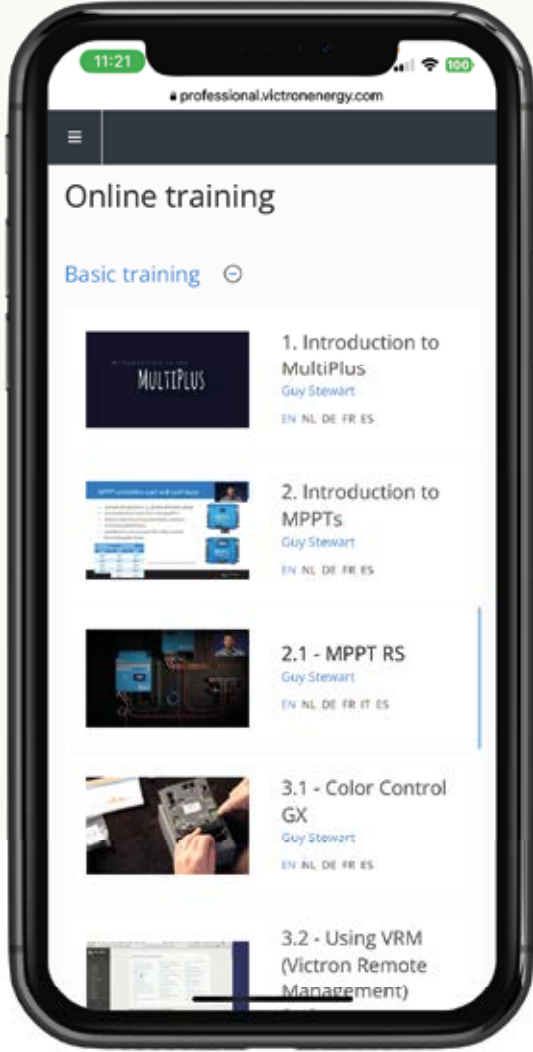 11:21
100
professional.victronenergy.com
Online training
Basic training
INTRODUCTION TO THE
MULTIPLUS
1. Introduction to
MultiPlus
Guy Stewart
EN NL DE FR ES
2. Introduction to
MPPTs
Guy Stewart
EN NL DE FR ES
2.1 - MPPT RS
Guy Stewart
EN NL DE FR IT ES
3.1 - Color Control
GX
Guy Stewart
EN NL DE FR ES
3.2 - Using VRM
(Victron Remote
Management)